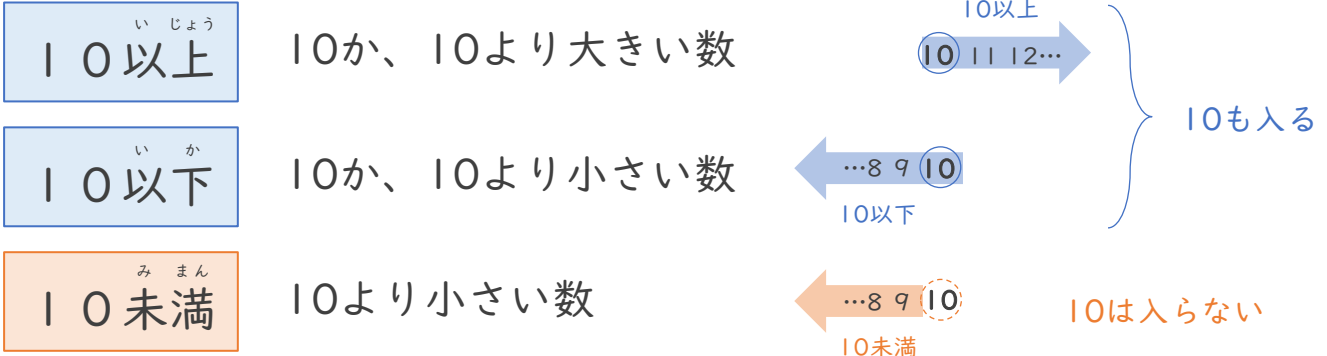 いじょう
10以上
10か、10より大きい数
10以上
10 11 12…
10も入る
いか
10以下
10か、10より小さい数
…8 9 10
10以下
みまん
10未満
10より小さい数
…8 9 10
10未満
10は入らない